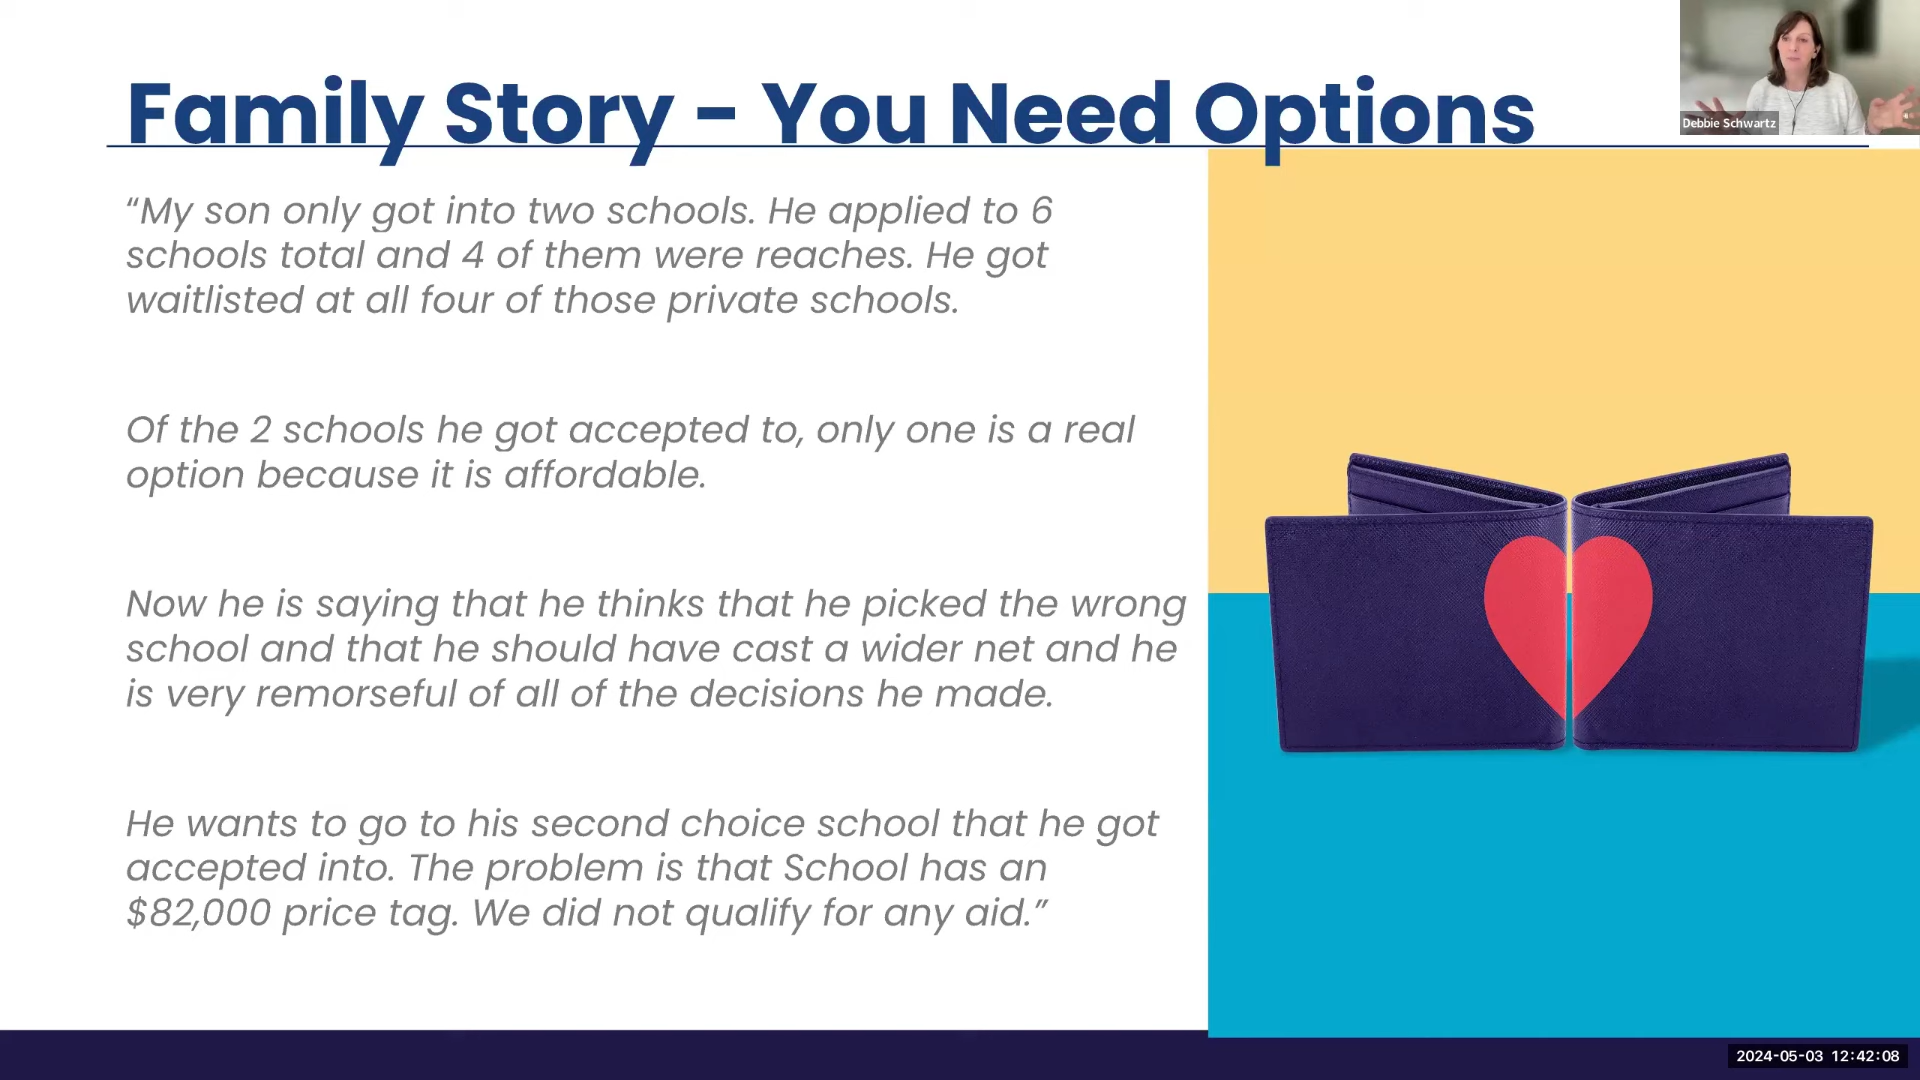 Family Story - You Need Options
Debbie Schwartz
“My son only got into two schools. He applied to 6
schools total and 4 of them were reaches. He got
waitlisted at all four of those private schools.
Of the 2 schools he got accepted to, only one is a real
option because it is affordable.
Now he is saying that he thinks that he picked the wrong
school and that he should have cast a wider net and he
is very remorseful of all of the decisions he made.
He wants to go to his second choice school that he got
accepted into. The problem is that School has an
$82,000 price tag. We did not qualify for any aid.”
2024-05-03 12:42:08